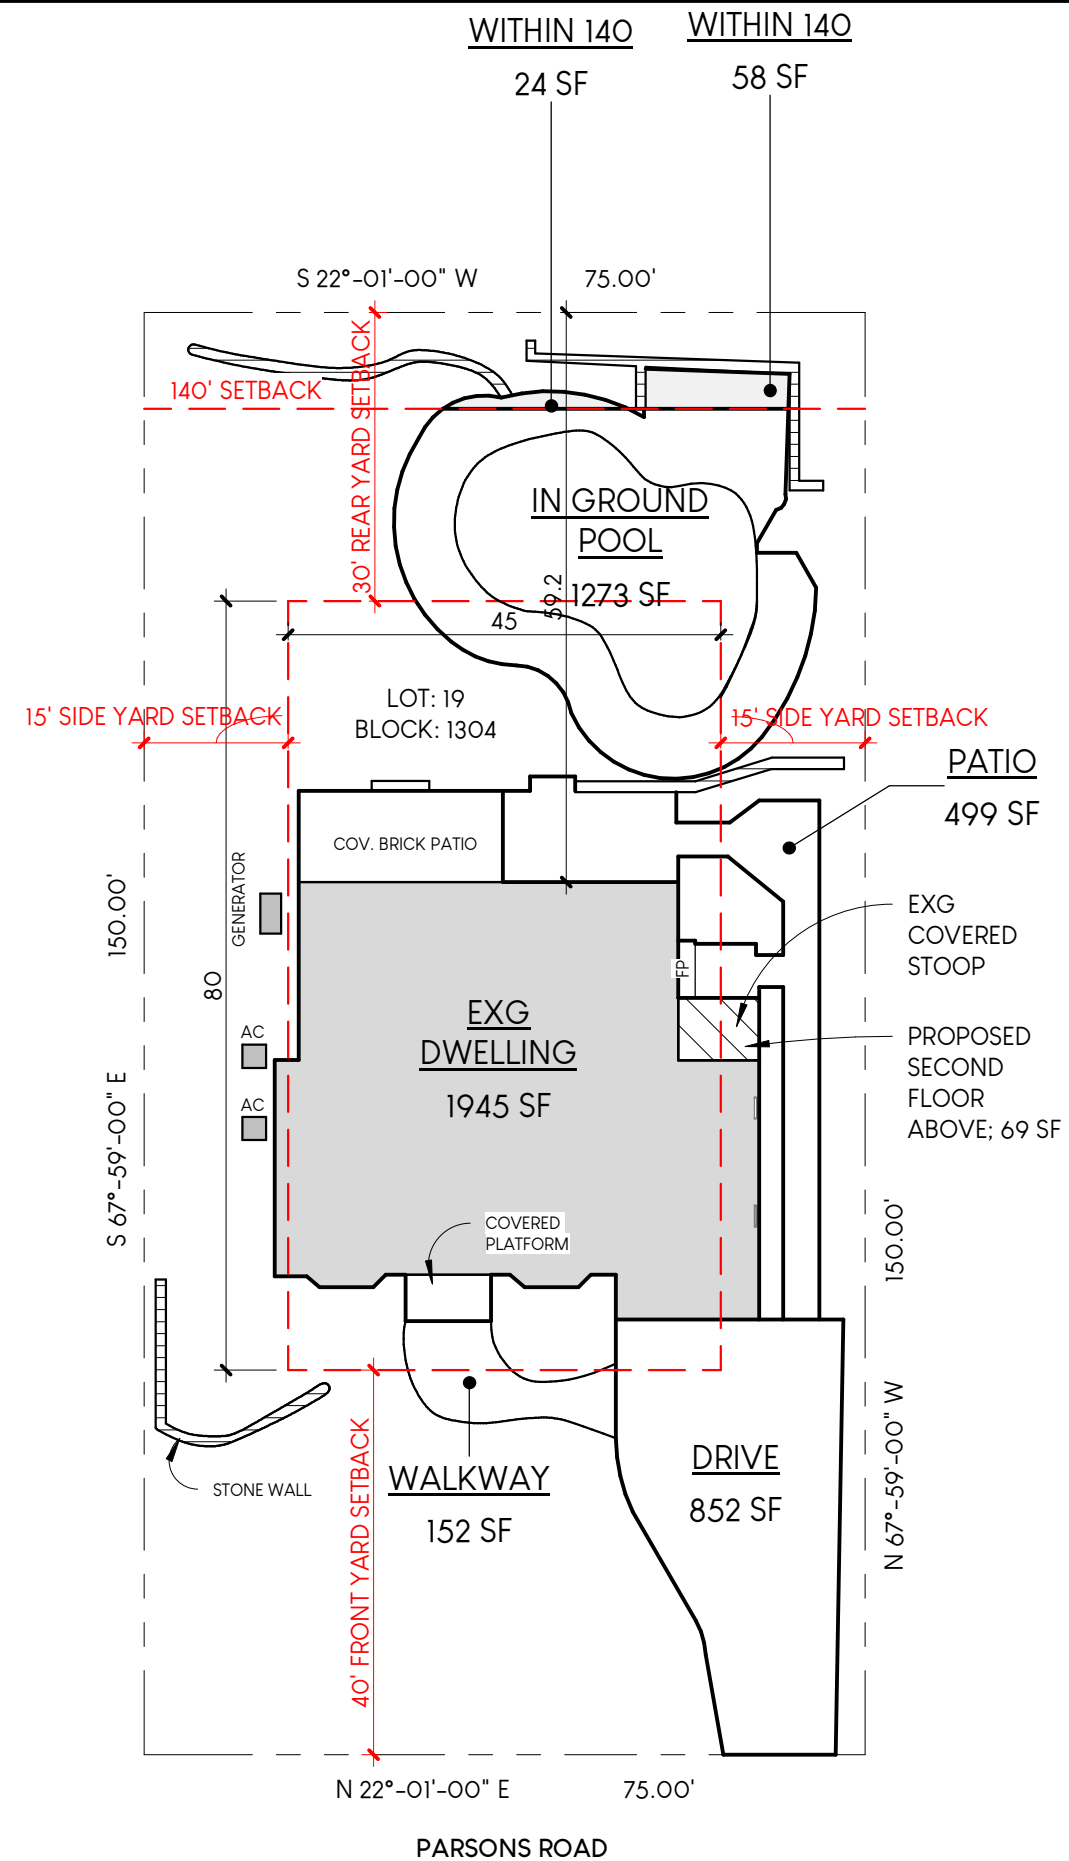 WITHIN 140
24 SF
WITHIN 140
58 SF
S 22°-01'-00" W
75.00'
140' SETBACK
30' REAR YARD SETBACK
IN GROUND
POOL
1273 SF
59.2
45
LOT: 19
BLOCK: 1304
15' SIDE YARD SETBACK
15' SIDE YARD SETBACK
PATIO
499 SF
COV. BRICK PATIO
GENERATOR
150.00'
80
EXG
COVERED
STOOP
FP
EXG
DWELLING
1945 SF
AC
AC
PROPOSED
SECOND
FLOOR
ABOVE; 69 SF
S 67°-59'-00" E
COVERED
PLATFORM
150.00'
N 67°-59'-00" W
STONE WALL
40' FRONT YARD SETBACK
WALKWAY
152 SF
DRIVE
852 SF
N 22°-01'-00" E
75.00'
PARSONS ROAD